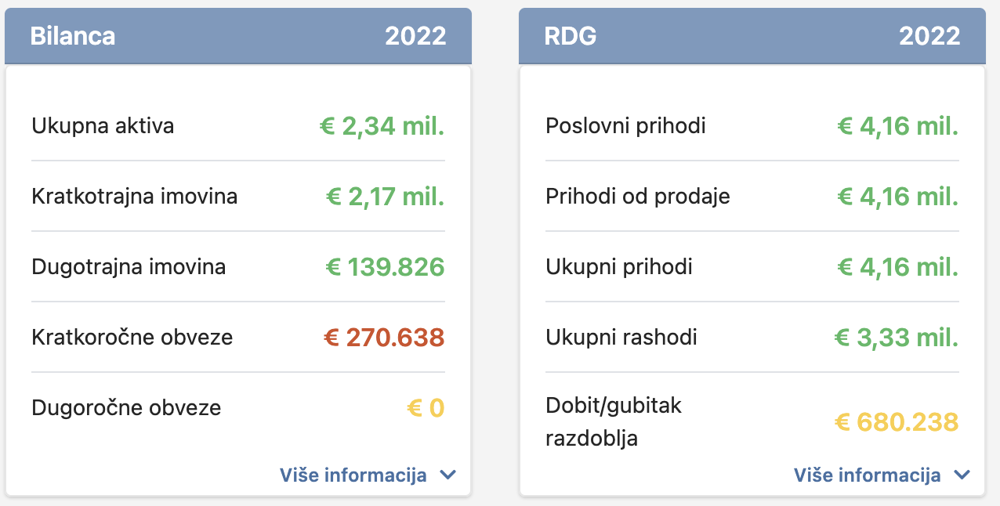 Bilanca 2022
Ukupna aktiva € 2,34 mil.
Kratkotrajna imovina € 2,17 mil.
Dugotrajna imovina € 139.826
Kratkoročne obveze € 270.638
Dugoročne obveze € 0
Više informacija
RDG 2022
Poslovni prihodi € 4,16 mil.
Prihodi od prodaje € 4,16 mil.
Ukupni prihodi € 4,16 mil.
Ukupni rashodi € 3,33 mil.
Dobit/gubitak
razdoblja € 680.238
Više informacija